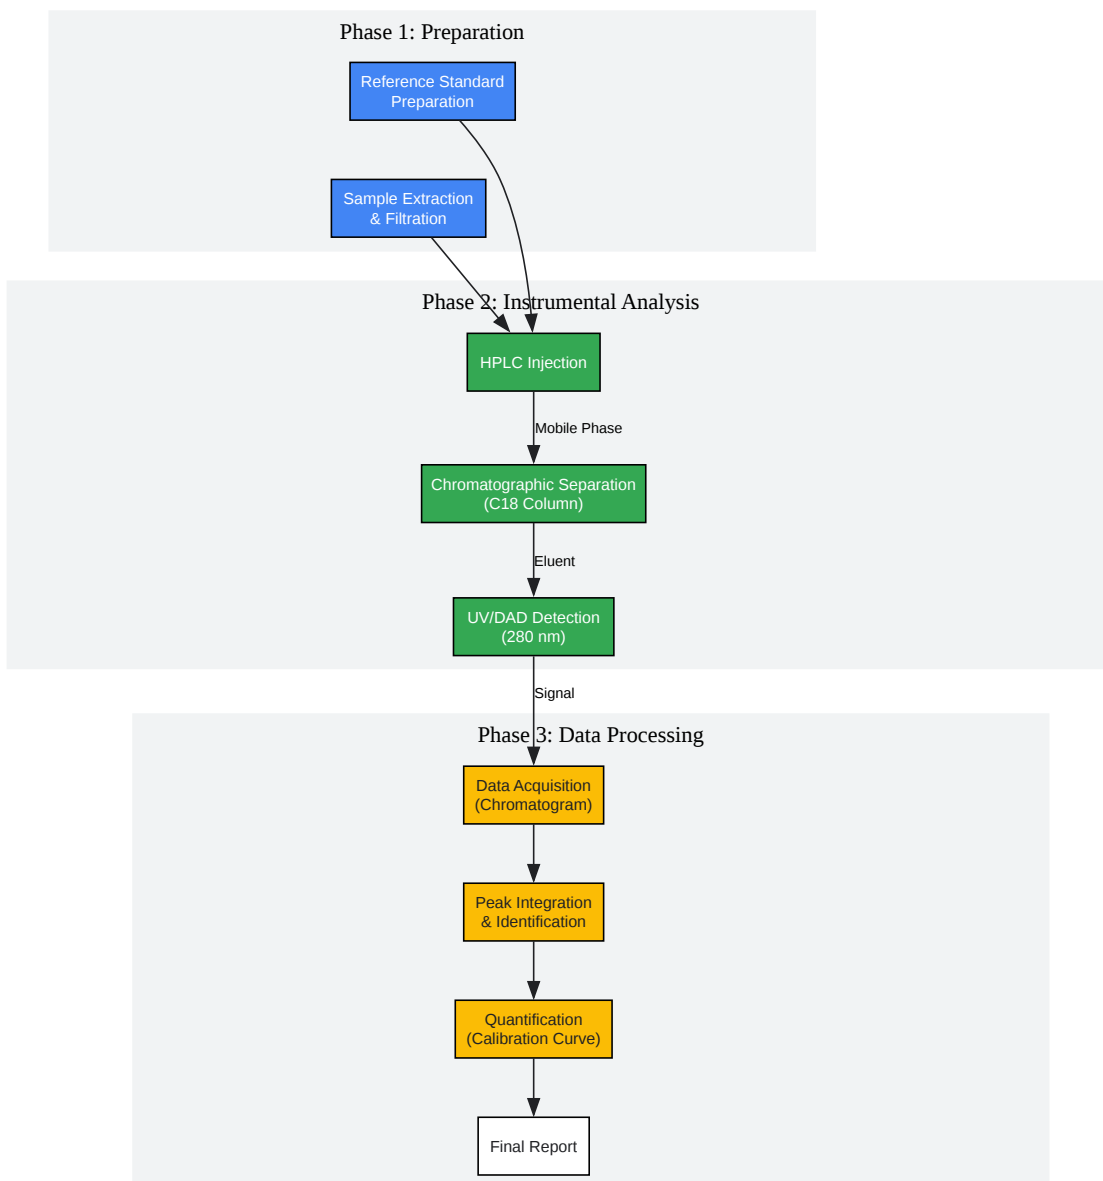 Phase 1: Preparation
Reference Standard
Preparation
Sample Extraction
& Filtration
Phase 2: Instrumental Analysis
HPLC Injection
Mobile Phase
Chromatographic Separation
(C18 Column)
Eluent
UV/DAD Detection
(280 nm)
Signal
Phase 3: Data Processing
Data Acquisition
(Chromatogram)
Peak Integration
& Identification
Quantification
(Calibration Curve)
Final Report